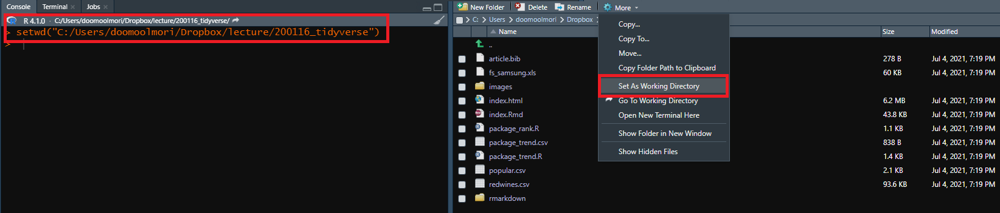 Console Terminal Jobs
R 4.1.0 · C:/Users/doomoolmori/Dropbox/lecture/200116_tidyverse/
> setwd("C:/Users/doomoolmori/Dropbox/lecture/200116_tidyverse")
>
New Folder Delete Rename More
C: Users doomoolmori Dropbox
Name Size Modified
..
article.bib 278 B Jul 4, 2021, 7:19 PM
fs_samsung.xls 60 KB Jul 4, 2021, 7:19 PM
images
index.html 6.2 MB Jul 4, 2021, 7:19 PM
index.Rmd 43.8 KB Jul 4, 2021, 7:19 PM
package_rank.R 1.1 KB Jul 4, 2021, 7:19 PM
package_trend.csv 838 B Jul 4, 2021, 7:19 PM
package_trend.R 1.4 KB Jul 4, 2021, 7:19 PM
popular.csv 2.1 KB Jul 4, 2021, 7:19 PM
redwines.csv 93.6 KB Jul 4, 2021, 7:19 PM
rmarkdown
Copy...
Copy To...
Move...
Copy Folder Path to Clipboard
Set As Working Directory
Go To Working Directory
Open New Terminal Here
Show Folder in New Window
Show Hidden Files